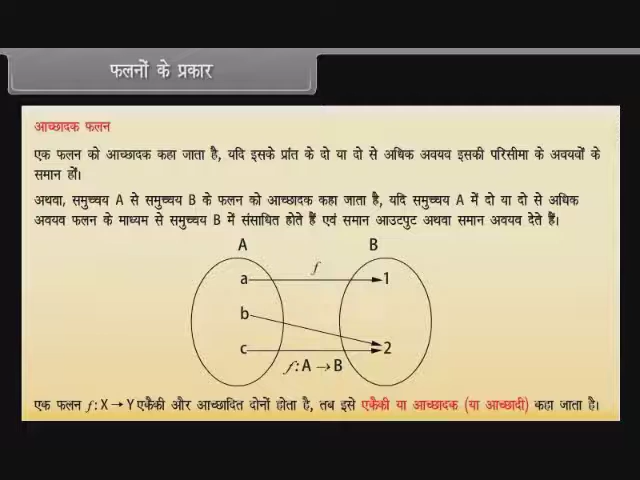 फलनों के प्रकार
आच्छादक फलन
एक फलन को आच्छादक कहा जाता है, यदि इसके प्रांत के दो या दो से अधिक अवयव इसकी परिसीमा के अवयवों के
समान हों।
अथवा, समुच्चय A से समुच्चय B के फलन को आच्छादक कहा जाता है, यदि समुच्चय A में दो या दो से अधिक
अवयव फलन के माध्यम से समुच्चय B में संसाधित होते हैं एवं समान आउटपुट अथवा समान अवयव देते हैं।
A B
f
a 1
b
c 2
f: A → B
एक फलन f: X → Y एकैकी और आच्छादित दोनों होता है, तब इसे एकैकी या आच्छादक (या आच्छादी) कहा जाता है।